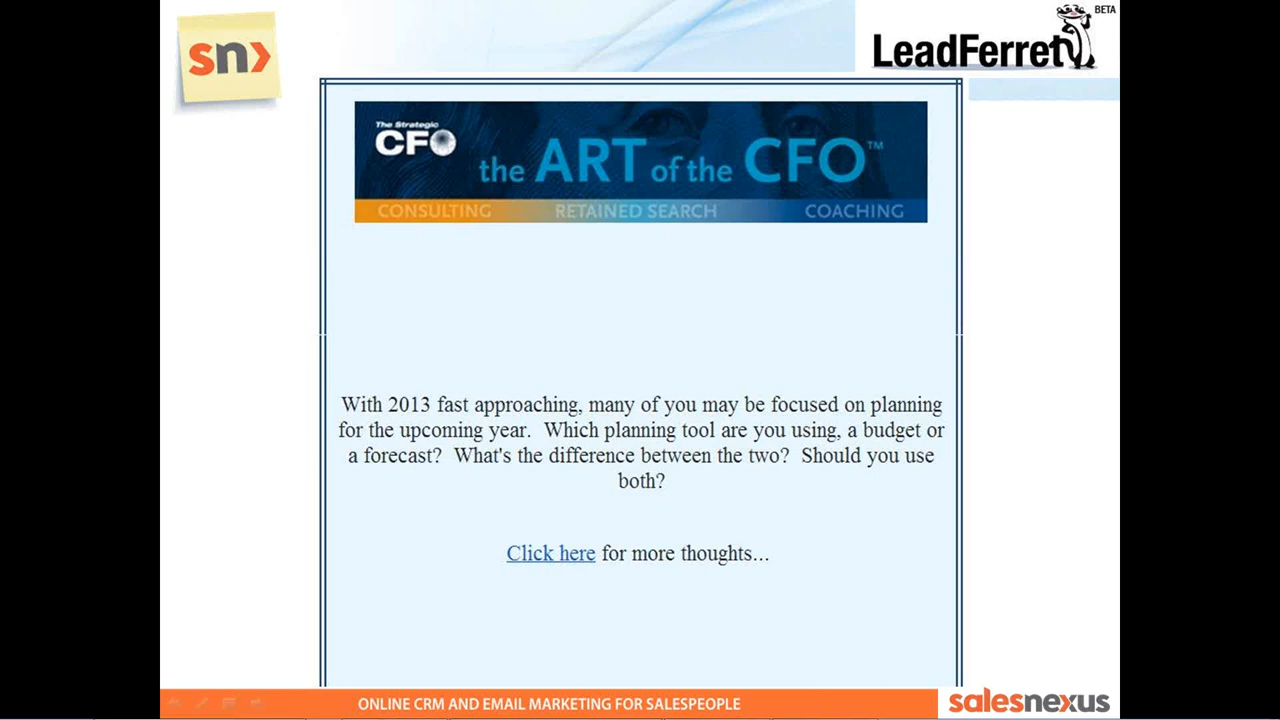 sn>
BETA
LeadFerret
The Strategic
CFO
the ART of the CFO™
CONSULTING RETAINED SEARCH COACHING
With 2013 fast approaching, many of you may be focused on planning
for the upcoming year. Which planning tool are you using, a budget or
a forecast? What's the difference between the two? Should you use
both?
Click here for more thoughts...
ONLINE CRM AND EMAIL MARKETING FOR SALESPEOPLE
salesnexus